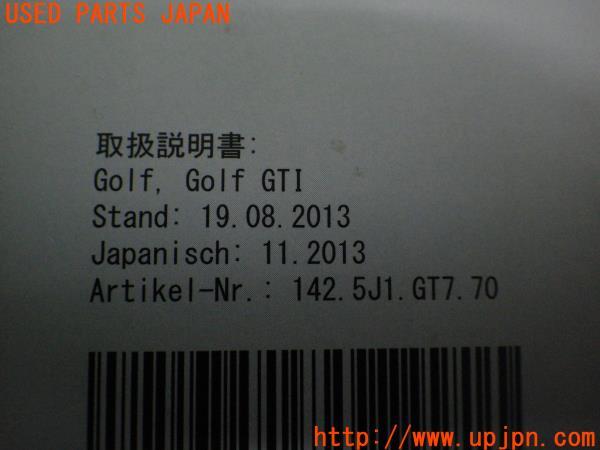 USED PARTS JAPAN
取扱説明書:
Golf, Golf GTI
Stand: 19.08.2013
Japanisch: 11.2013
Artikel-Nr.: 142.5J1.GT7.70
http://www.upjpn.com